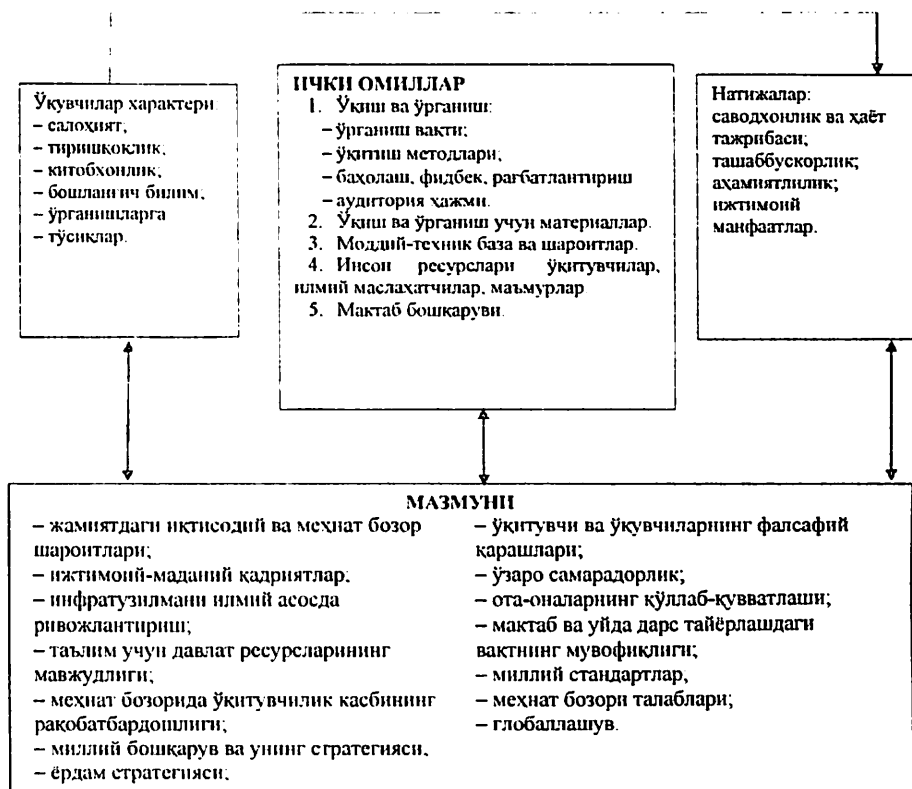 Ўқувчилар характери:
– салоҳият;
– тиришқоқлик;
– китобхонлик;
– бошланғич билим;
– ўрганишларга
– тўсиқлар.
ИЧКИ ОМИЛЛАР
1. Ўқиш ва ўрганиш:
– ўрганиш вақти;
– ўқитиш методлари;
– баҳолаш, фидбек, рағбатлантириш
– аудитория ҳажми.
2. Ўқиш ва ўрганиш учун материаллар.
3. Моддий-техник база ва шароитлар.
4. Инсон ресурслари ўқитувчилар,
илмий маслаҳатчилар, маъмурлар
5. Мактаб бошқаруви.
Натижалар:
саводхонлик ва ҳаёт
тажрибаси;
ташаббускорлик;
аҳамиятлилик;
ижтимоий
манфаатлар.
МАЗМУНИ
– жамиятдаги иқтисодий ва меҳнат бозор
шароитлари;
– ижтимоий-маданий қадриятлар;
– инфратузилмани илмий асосда
ривожлантириш;
– таълим учун давлат ресурсларининг
мавжудлиги;
– меҳнат бозорида ўқитувчилик касбининг
рақобатбардошлиги;
– миллий бошқарув ва унинг стратегияси,
– ёрдам стратегияси;
– ўқитувчи ва ўқувчиларнинг фалсафий
қарашлари;
– ўзаро самарадорлик;
– ота-оналарнинг қўллаб-қувватлаши;
– мактаб ва уйда дарс тайёрлашдаги
вақтнинг мувофиқлиги;
– миллий стандартлар,
– меҳнат бозори талаблари;
– глобаллашув.